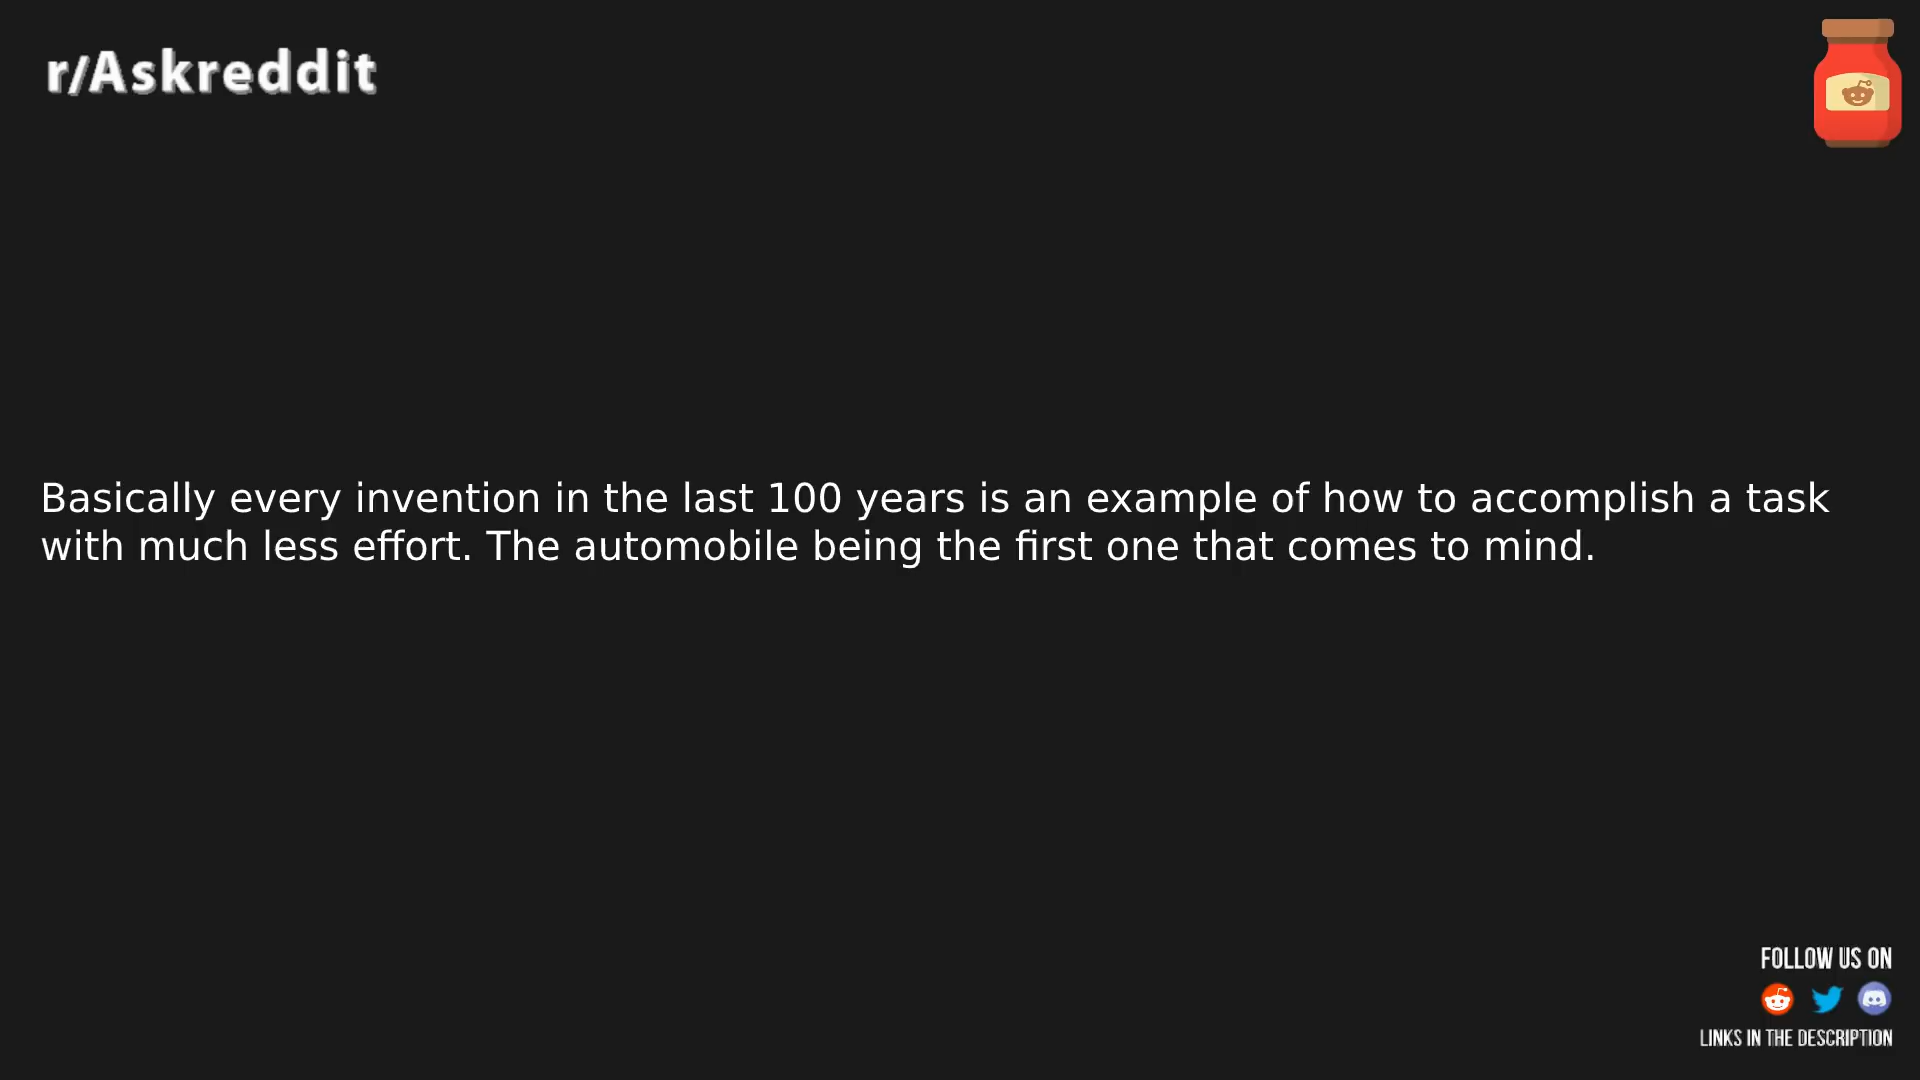 r/Askreddit
Basically every invention in the last 100 years is an example of how to accomplish a task
with much less effort. The automobile being the first one that comes to mind.
FOLLOW US ON
LINKS IN THE DESCRIPTION